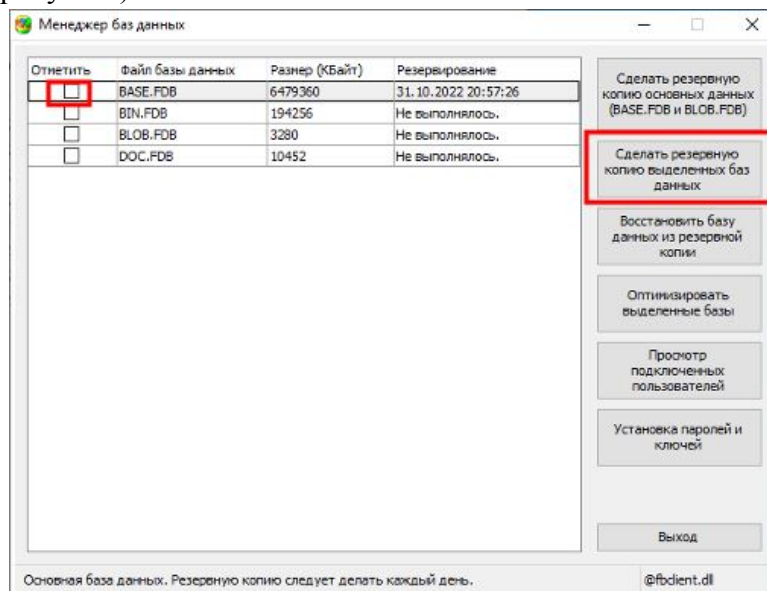 Менеджер баз данных
Отметить Файл базы данных Размер (КБайт) Резервирование
BASE.FDB 6479360 31.10.2022 20:57:26
BIN.FDB 194256 Не выполнялось.
BLOB.FDB 3280 Не выполнялось.
DOC.FDB 10452 Не выполнялось.
Сделать резервную
копию основных данных
(BASE.FDB и BLOB.FDB)
Сделать резервную
копию выделенных баз
данных
Восстановить базу
данных из резервной
копии
Оптимизировать
выделенные базы
Просмотр
подключенных
пользователей
Установка паролей и
ключей
Выход
Основная база данных. Резервную копию следует делать каждый день. @fbclient.dll